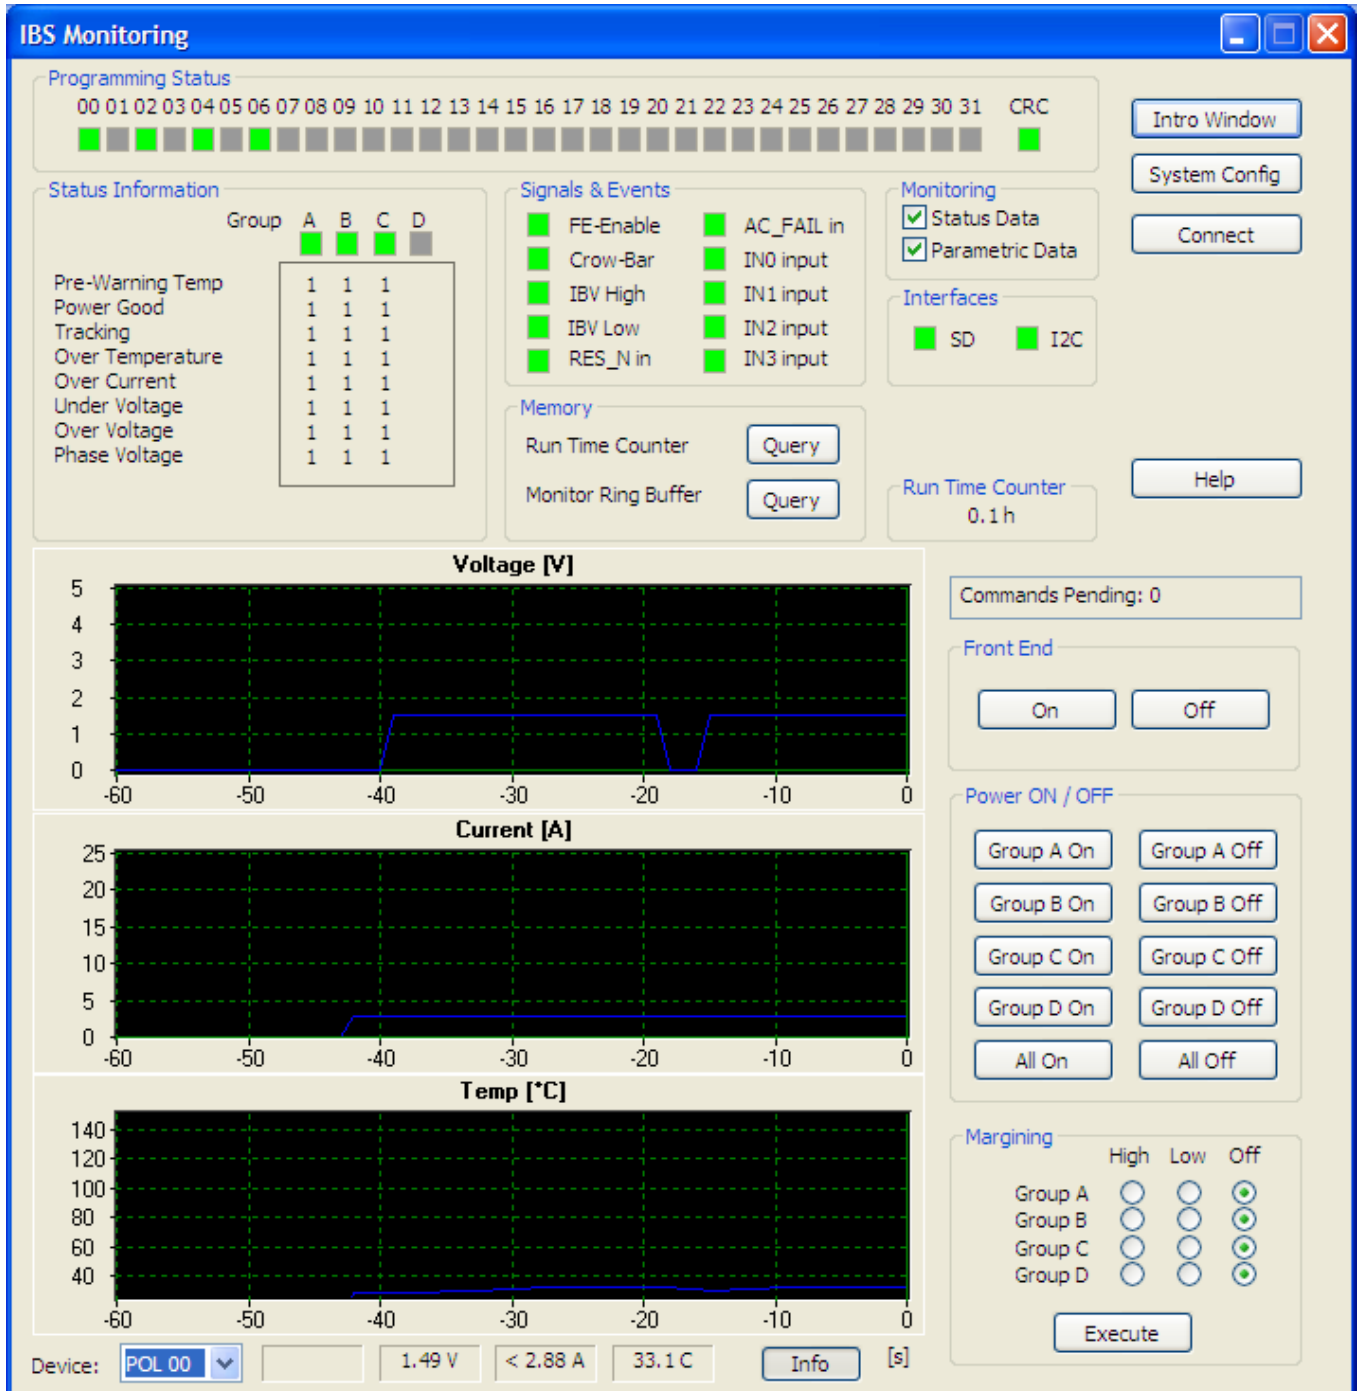 IBS Monitoring
Programming Status
00 01 02 03 04 05 06 07 08 09 10 11 12 13 14 15 16 17 18 19 20 21 22 23 24 25 26 27 28 29 30 31 CRC
Intro Window
System Config
Connect
Status Information
Group A B C D
Pre-Warning Temp 1 1 1
Power Good 1 1 1
Tracking 1 1 1
Over Temperature 1 1 1
Over Current 1 1 1
Under Voltage 1 1 1
Over Voltage 1 1 1
Phase Voltage 1 1 1
Signals & Events
FE-Enable AC_FAIL in
Crow-Bar IN0 input
IBV High IN1 input
IBV Low IN2 input
RES_N in IN3 input
Monitoring
Status Data
Parametric Data
Interfaces
SD I2C
Memory
Run Time Counter Query
Monitor Ring Buffer Query
Run Time Counter
0.1 h
Help
Voltage [V]
5
4
3
2
1
0
-60 -50 -40 -30 -20 -10 0
Current [A]
25
20
15
10
5
0
-60 -50 -40 -30 -20 -10 0
Temp [°C]
140
120
100
80
60
40
-60 -50 -40 -30 -20 -10 0
Device: POL 00 1.49 V < 2.88 A 33.1 C Info [s]
Commands Pending: 0
Front End
On Off
Power ON / OFF
Group A On Group A Off
Group B On Group B Off
Group C On Group C Off
Group D On Group D Off
All On All Off
Margining
High Low Off
Group A
Group B
Group C
Group D
Execute